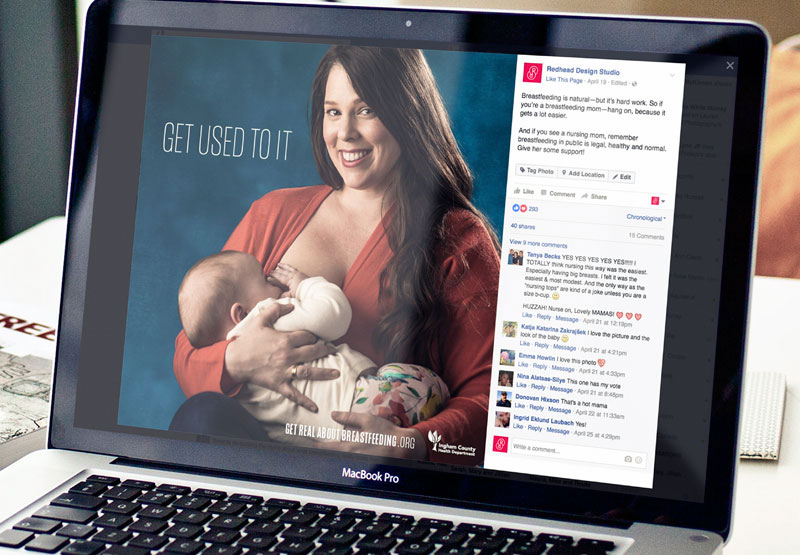 GET USED TO IT
GET REAL ABOUT BREASTFEEDING.ORG
Ingham County
Health Department
Redhead Design Studio
Like This Page · April 19 · Edited ·
Breastfeeding is natural—but it's hard work. So if
you're a breastfeeding mom—hang on, because it
gets a lot easier.
And if you see a nursing mom, remember
breastfeeding in public is legal, healthy and normal.
Give her some support!
Tag Photo Add Location Edit
Like Comment Share
293
Chronological
40 shares
15 Comments
View 9 more comments
Tanya Becks YES YES YES YES YES!!!!! I
TOTALLY think nursing this way was the easiest.
Especially having big breasts. I felt it was the
easiest & most modest. And the only way as the
"nursing tops" are kind of a joke unless you are a
size b-cup.
HUZZAH! Nurse on, Lovely MAMAS!
Like · Reply · Message · April 21 at 12:19pm
Katja Katarina Zakrajšek I love the picture and the
look of the baby
Like · Reply · Message · April 21 at 4:21pm
Emma Howlin I love this photo
Like · Reply · Message · April 21 at 4:33pm
Nina Alateas-Silye This one has my vote
Like · Reply · Message · April 21 at 8:48pm
Donovan Hixson That's a hot mama
Like · Reply · Message · April 22 at 11:33am
Ingrid Eklund Laubach Yes!
Like · Reply · Message · April 25 at 4:29pm
Write a comment...
MacBook Pro